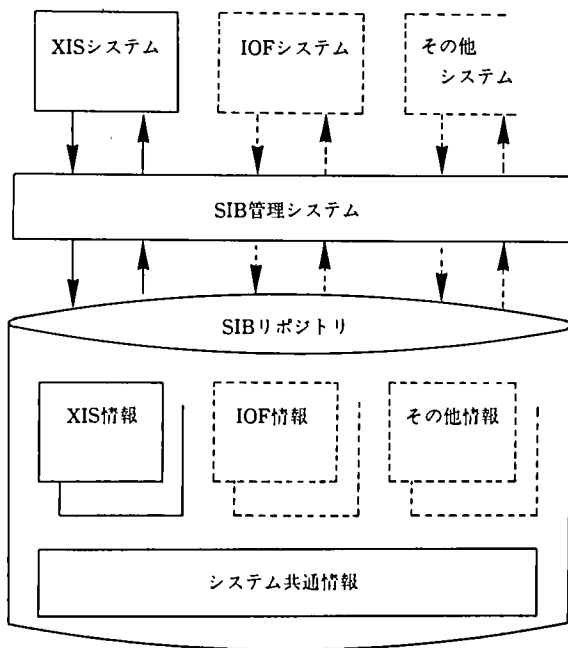 XISシステム
IOFシステム
その他
システム
SIB管理システム
SIBリポジトリ
XIS情報
IOF情報
その他情報
システム共通情報